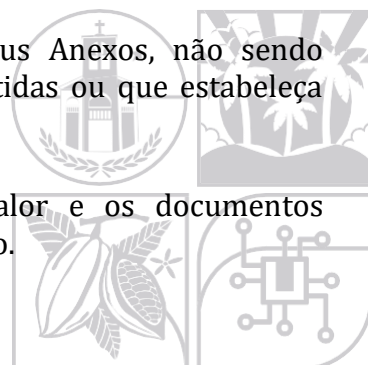 us Anexos, não sendo
tidas ou que estabeleça
alor e os documentos
o.